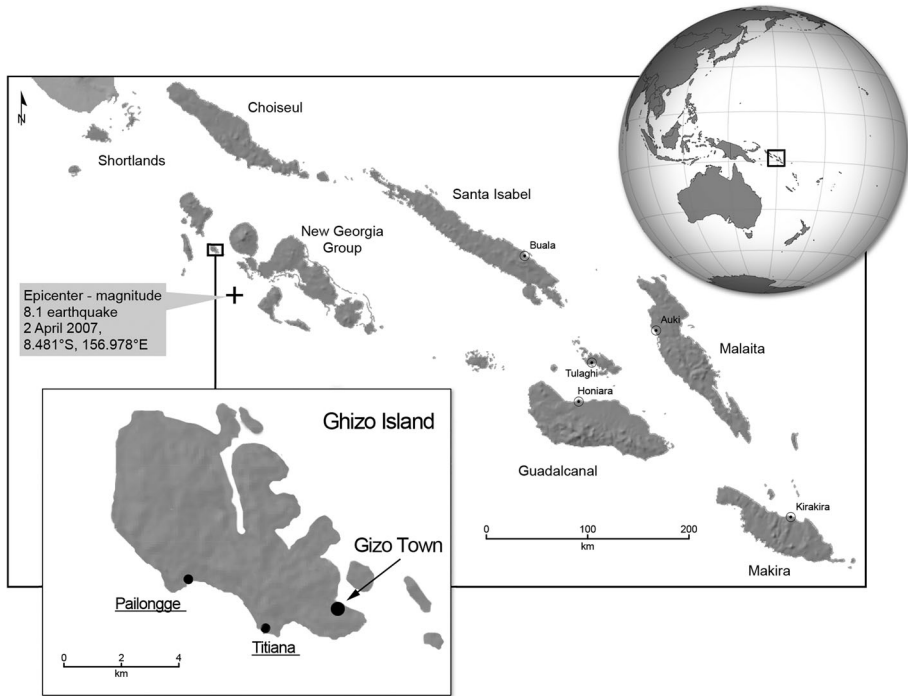 N
Choiseul
Shortlands
Santa Isabel
New Georgia
Group
Buala
Epicenter - magnitude
8.1 earthquake
2 April 2007,
8.481°S, 156.978°E
Auki
Malaita
Tulaghi
Honiara
Guadalcanal
Kirakira
Makira
0 100 200
km
Ghizo Island
Gizo Town
Pailongge
Titiana
0 2 4
km